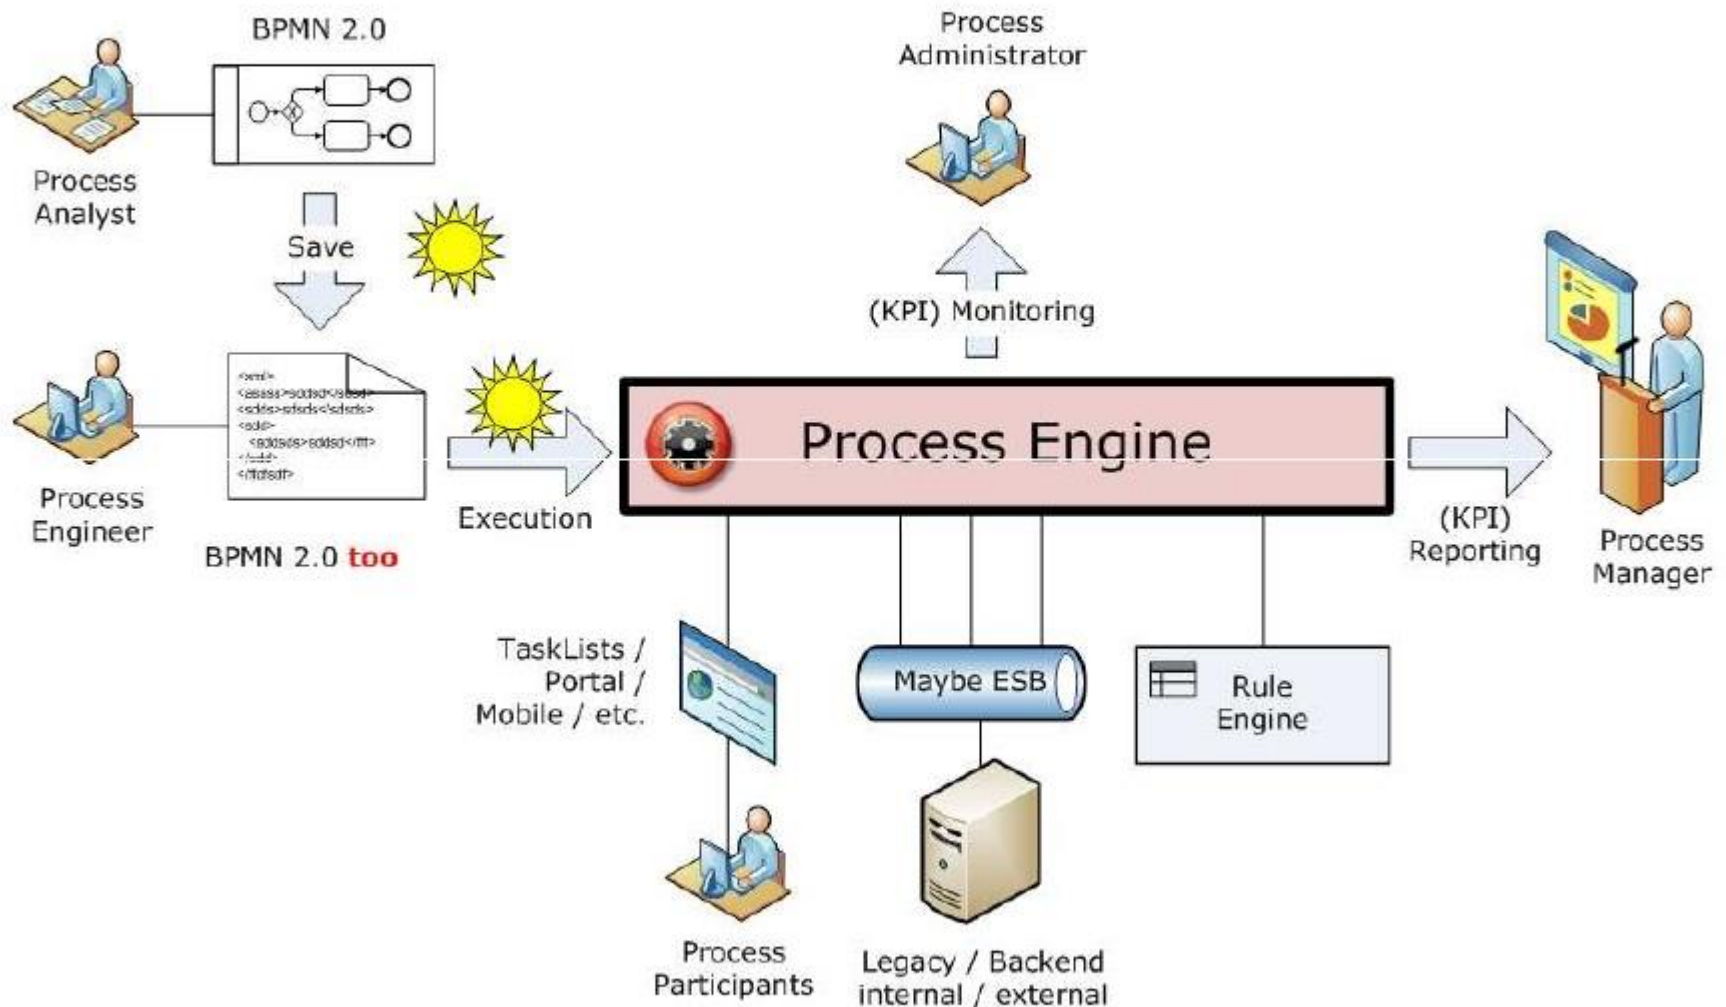 BPMN 2.0
Process
Analyst
Save
Process
Engineer
BPMN 2.0 too
Execution
Process
Administrator
(KPI) Monitoring
Process Engine
(KPI)
Reporting
Process
Manager
TaskLists /
Portal /
Mobile / etc.
Process
Participants
Maybe ESB
Legacy / Backend
internal / external
Rule
Engine